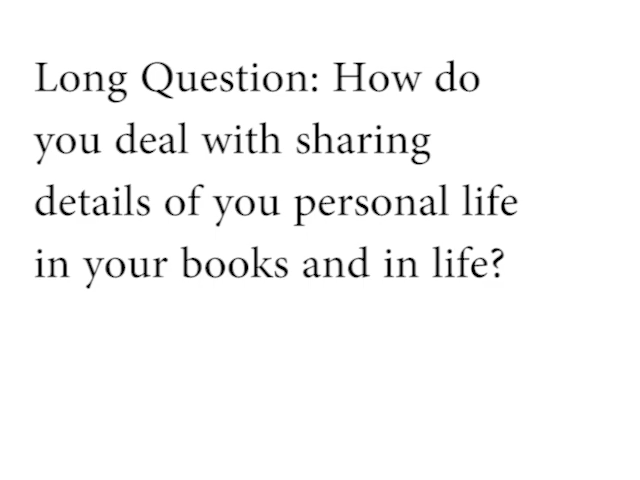 Long Question: How do
you deal with sharing
details of you personal life
in your books and in life?